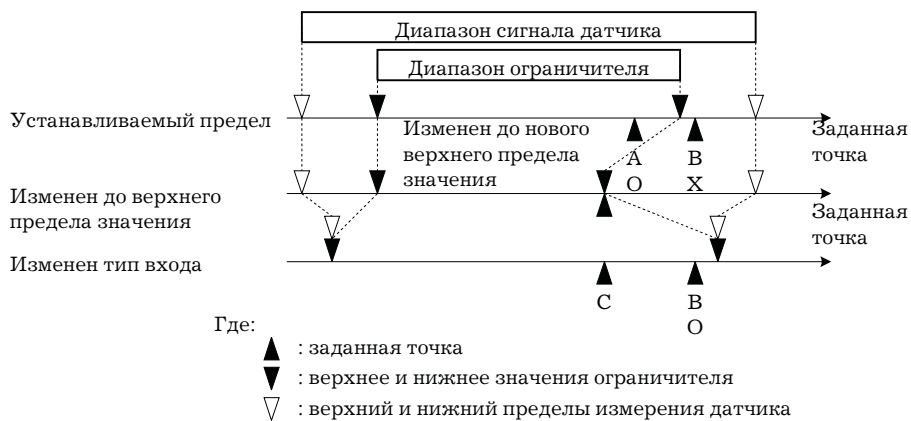 Диапазон сигнала датчика
Диапазон ограничителя
Устанавливаемый предел
Изменен до нового
верхнего предела
значения
А
О
В
Х
Заданная
точка
Изменен до верхнего
предела значения
Заданная
точка
Изменен тип входа
С
В
О
Где:
: заданная точка
: верхнее и нижнее значения ограничителя
: верхний и нижний пределы измерения датчика